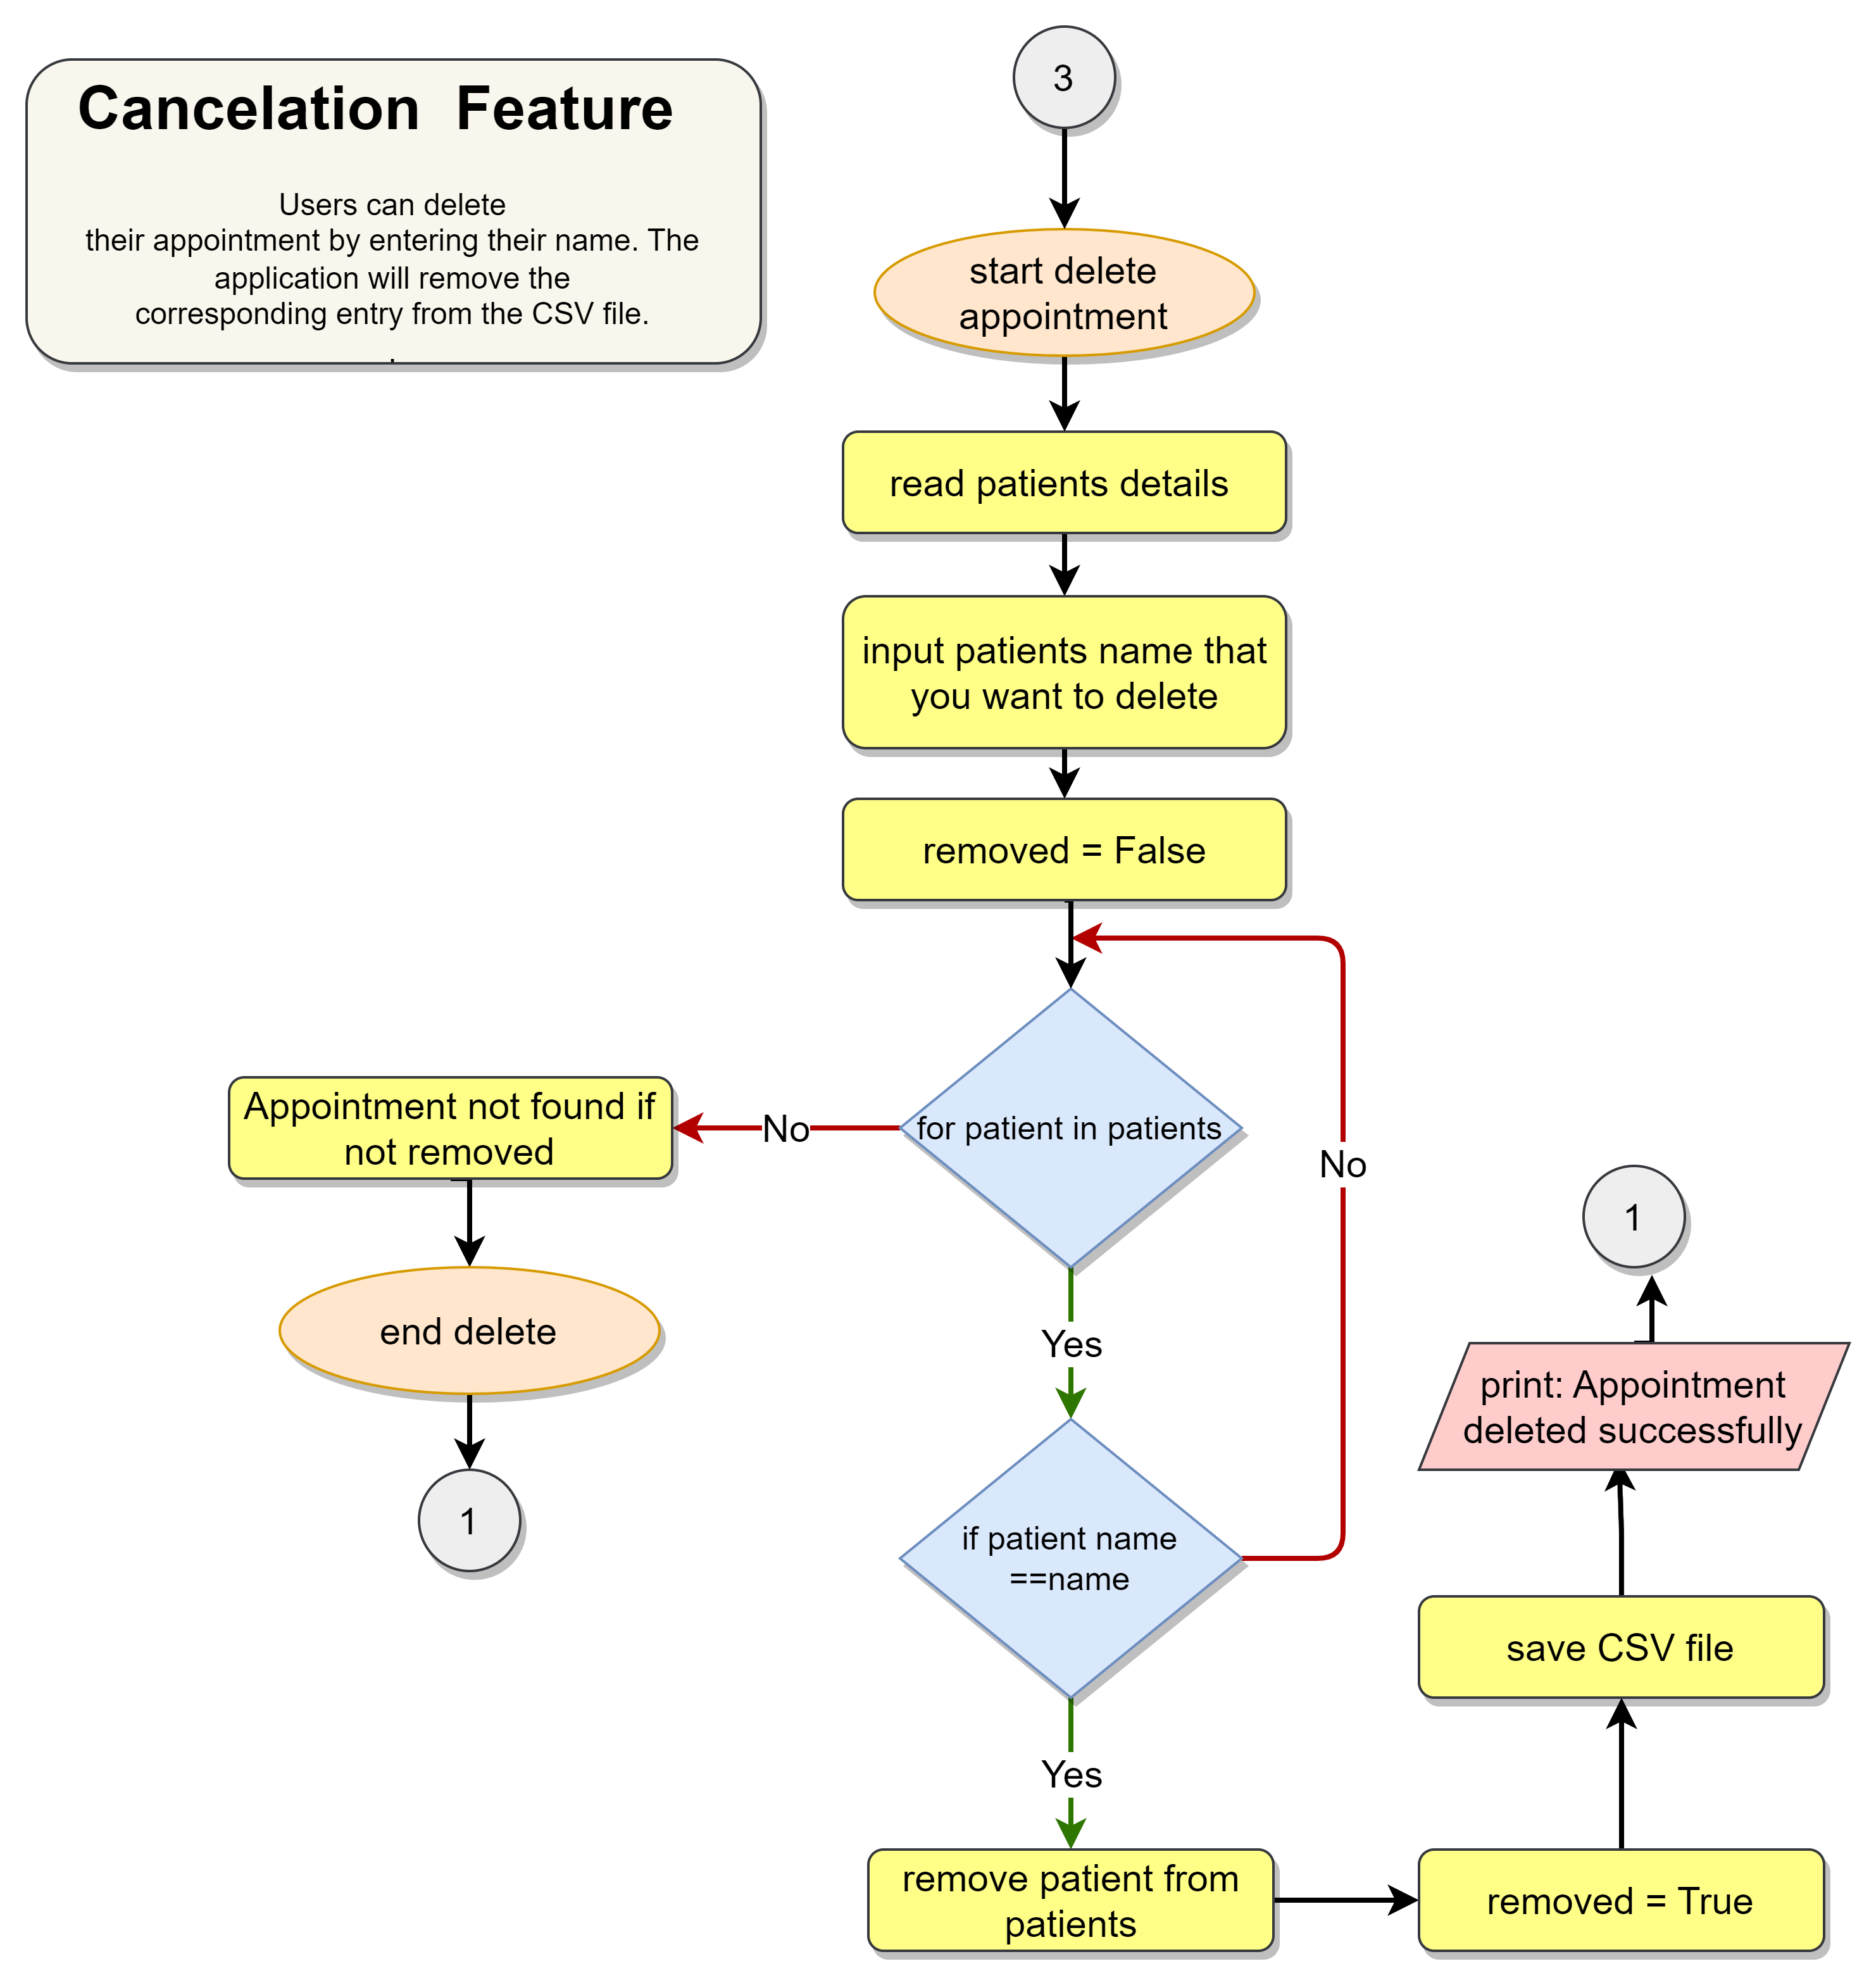 Cancelation  Feature
Users can delete
their appointment by entering their name. The
application will remove the
corresponding entry from the CSV file.
.
3
start delete
appointment
read patients details
input patients name that
you want to delete
removed = False
for patient in patients
No
Appointment not found if
not removed
end delete
1
Yes
No
if patient name
==name
Yes
remove patient from
patients
removed = True
save CSV file
print: Appointment
deleted successfully
1